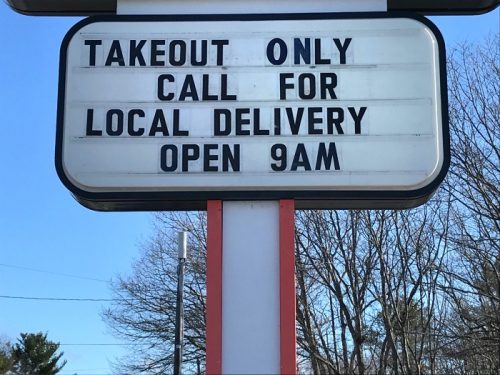 TAKEOUT ONLY
CALL FOR
LOCAL DELIVERY
OPEN 9AM